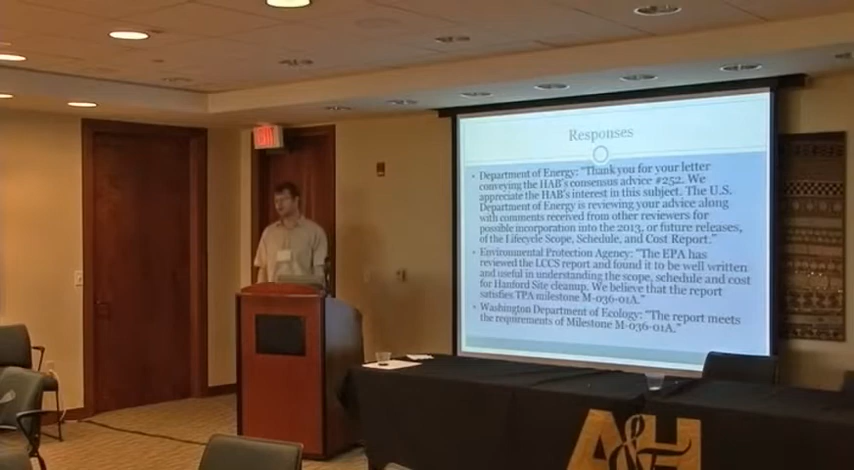 EXIT
Responses
• Department of Energy: "Thank you for your letter
conveying the HAB's consensus advice #252. We
appreciate the HAB's interest in this subject. The U.S.
Department of Energy is reviewing your advice along
with comments received from other reviewers for
possible incorporation into the 2013, or future releases,
of the Lifecycle Scope, Schedule, and Cost Report."
• Environmental Protection Agency: "The EPA has
reviewed the LCCS report and found it to be well written
and useful in understanding the scope, schedule and cost
for Hanford Site cleanup. We believe that the report
satisfies TPA milestone M-036-01A."
• Washington Department of Ecology: "The report meets
the requirements of Milestone M-036-01A."
A&H